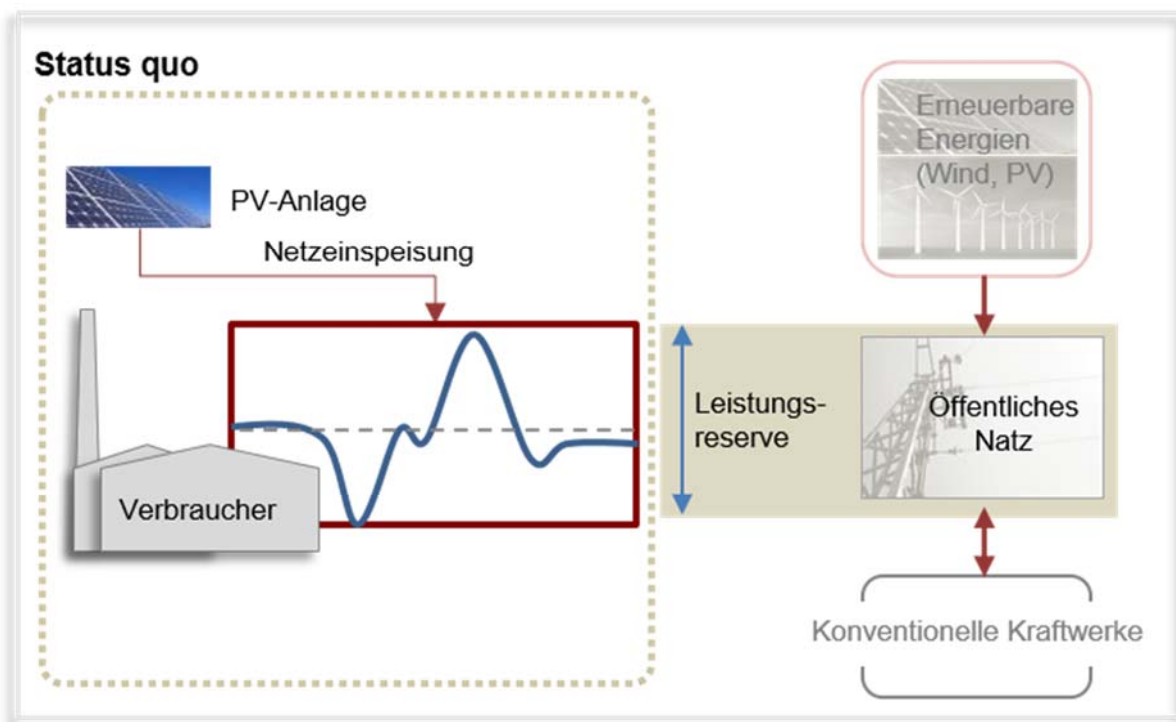 Status quo
Erneuerbare
Energien
(Wind, PV)
PV-Anlage
Netzeinspeisung
Leistungs-
reserve
Öffentliches
Natz
Verbraucher
Konventionelle Kraftwerke